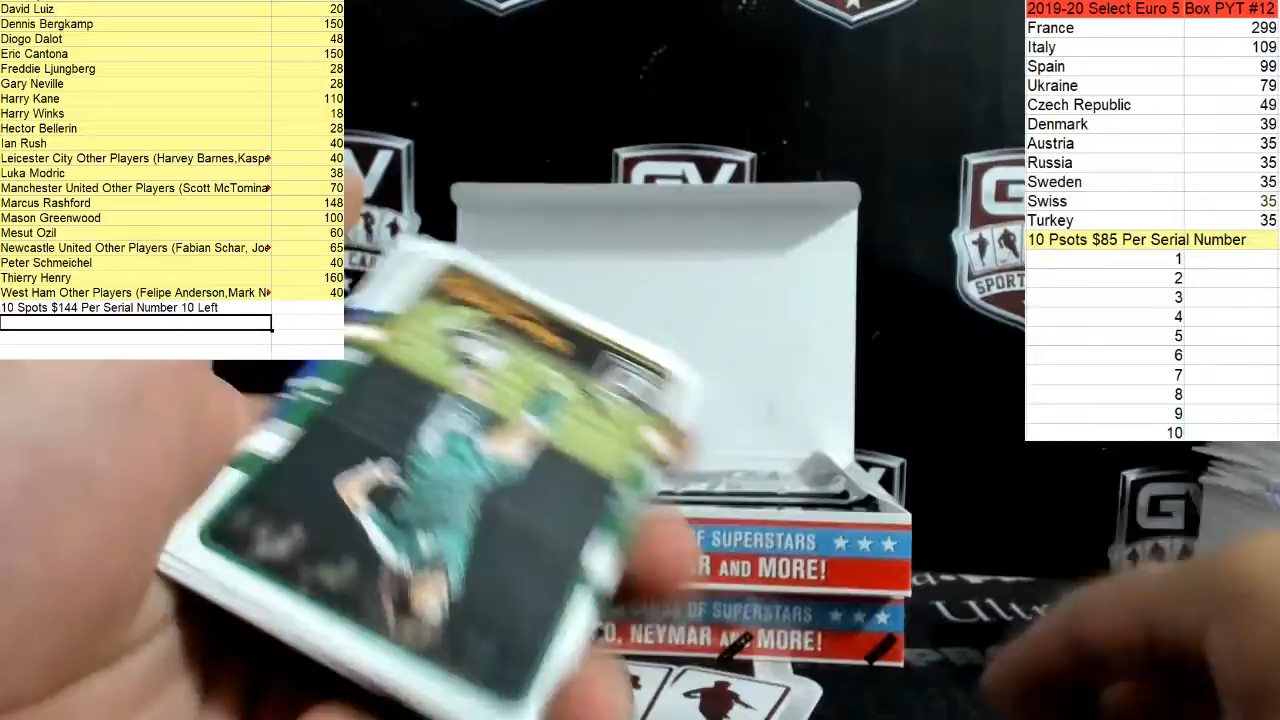 David Luiz 20
Dennis Bergkamp 150
Diogo Dalot 48
Eric Cantona 150
Freddie Ljungberg 28
Gary Neville 28
Harry Kane 110
Harry Winks 18
Hector Bellerin 28
Ian Rush 40
Leicester City Other Players (Harvey Barnes,Kaspe 40
Luka Modric 38
Manchester United Other Players (Scott McTomina 70
Marcus Rashford 148
Mason Greenwood 100
Mesut Ozil 60
Newcastle United Other Players (Fabian Schar, Joe 65
Peter Schmeichel 40
Thierry Henry 160
West Ham Other Players (Felipe Anderson,Mark N 40
10 Spots $144 Per Serial Number 10 Left
2019-20 Select Euro 5 Box PYT #12
France 299
Italy 109
Spain 99
Ukraine 79
Czech Republic 49
Denmark 39
Austria 35
Russia 35
Sweden 35
Swiss 35
Turkey 35
10 Psots $85 Per Serial Number
1
2
3
4
5
6
7
8
9
10
GV
SPORT
GV
OF SUPERSTARS
AND MORE!
OF SUPERSTARS
NEYMAR AND MORE!